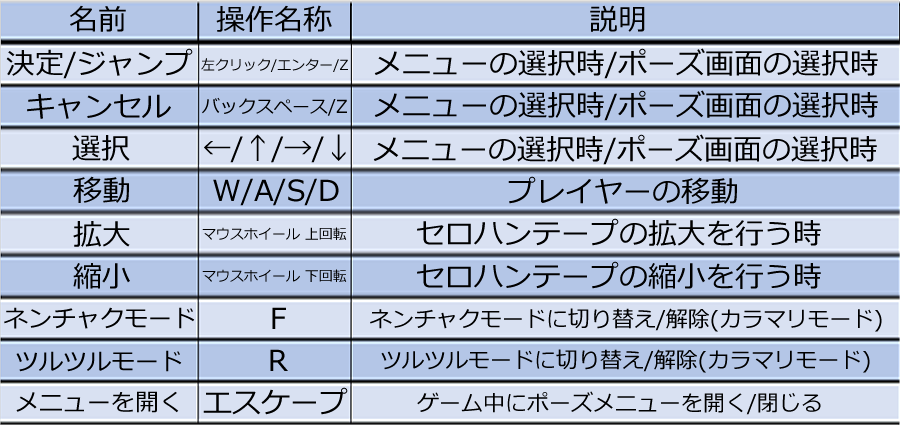 名前 操作名称 説明
決定/ジャンプ 左クリック/エンター/Z メニューの選択時/ポーズ画面の選択時
キャンセル バックスペース/Z メニューの選択時/ポーズ画面の選択時
選択 ←/↑/→/↓ メニューの選択時/ポーズ画面の選択時
移動 W/A/S/D プレイヤーの移動
拡大 マウスホイール 上回転 セロハンテープの拡大を行う時
縮小 マウスホイール 下回転 セロハンテープの縮小を行う時
ネンチャクモード F ネンチャクモードに切り替え/解除(カラマリモード)
ツルツルモード R ツルツルモードに切り替え/解除(カラマリモード)
メニューを開く エスケープ ゲーム中にポーズメニューを開く/閉じる